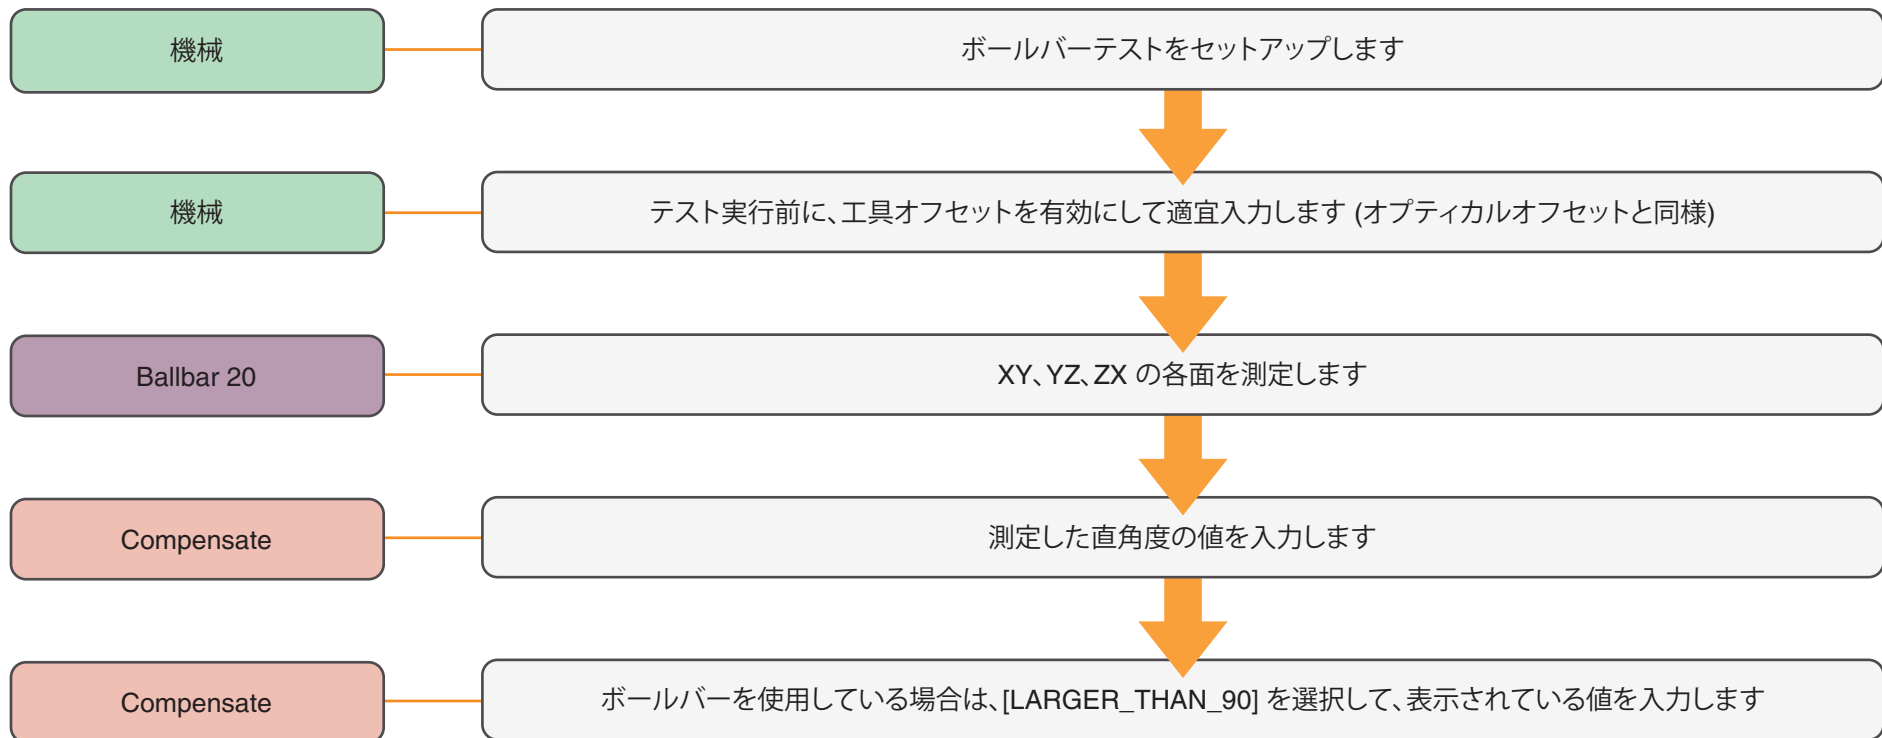 機械
ボールバーテストをセットアップします
機械
テスト実行前に、工具オフセットを有効にして適宜入力します (オプティカルオフセットと同様)
Ballbar 20
XY、YZ、ZX の各面を測定します
Compensate
測定した直角度の値を入力します
Compensate
ボールバーを使用している場合は、[LARGER_THAN_90] を選択して、表示されている値を入力します